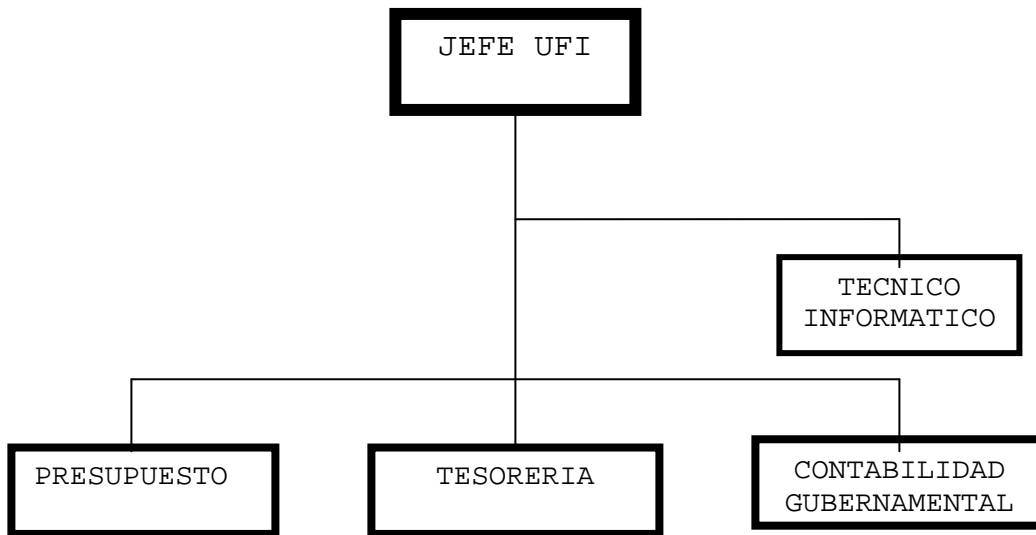 JEFE UFI
TECNICO
INFORMATICO
PRESUPUESTO
TESORERIA
CONTABILIDAD
GUBERNAMENTAL